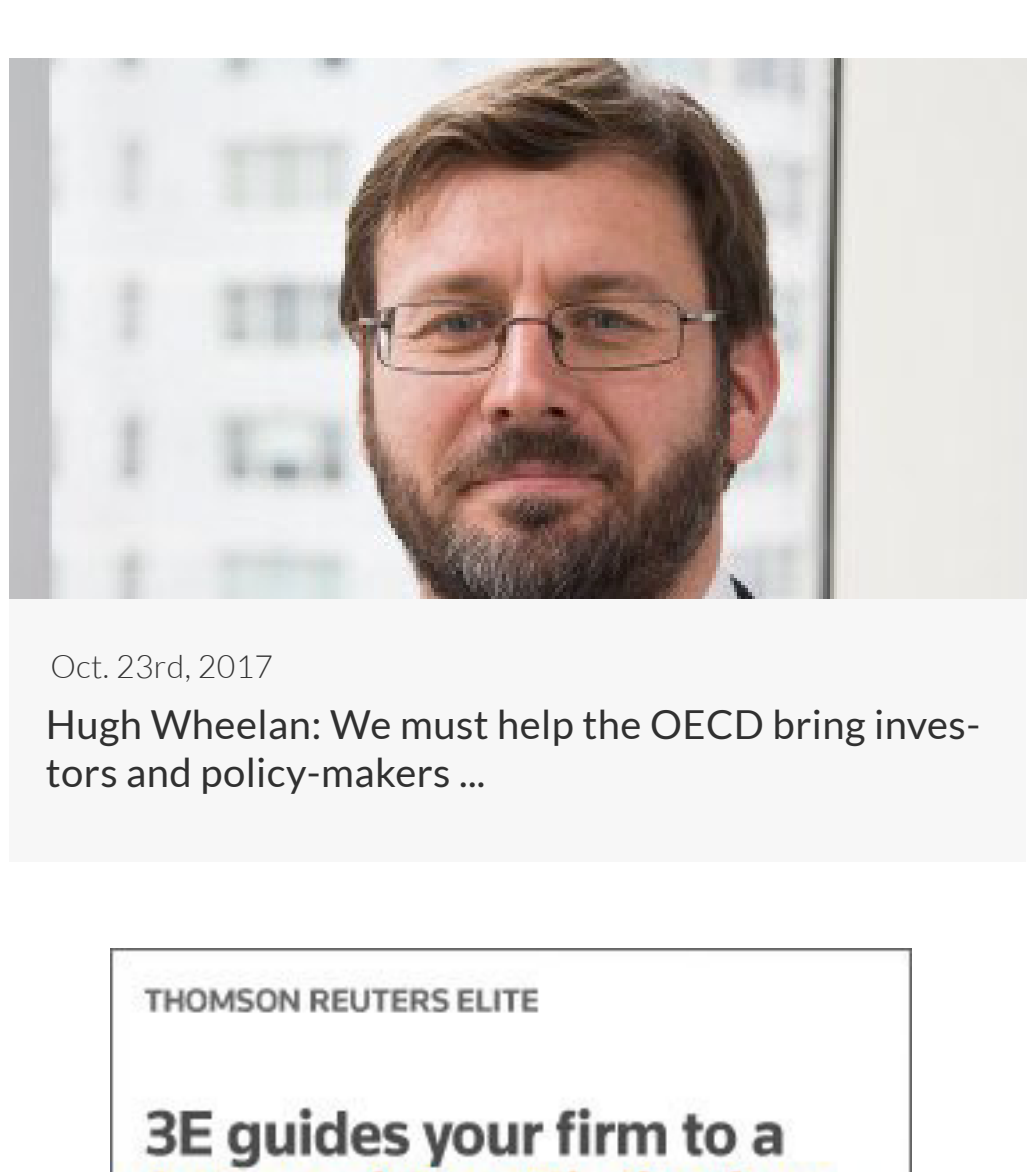 Oct. 23rd, 2017
Hugh Wheelan: We must help the OECD bring inves-
tors and policy-makers ...
THOMSON REUTERS ELITE
3E guides your firm to a